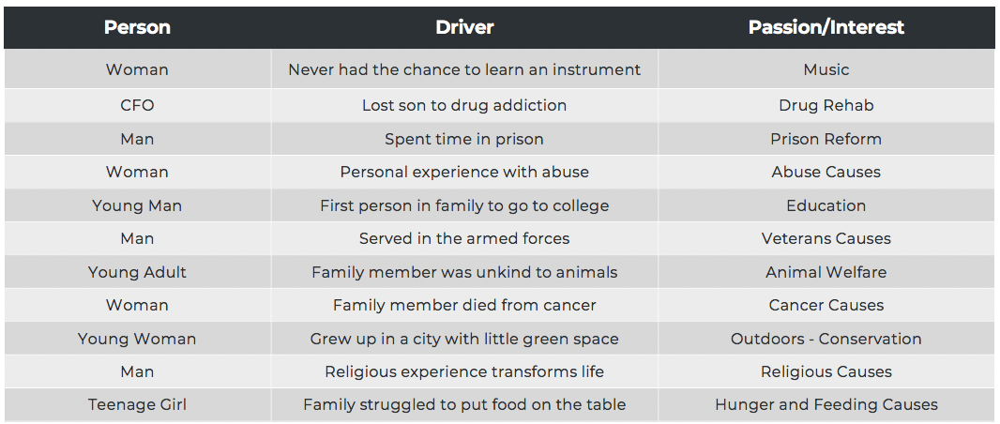 Person Driver Passion/Interest
Woman Never had the chance to learn an instrument Music
CFO Lost son to drug addiction Drug Rehab
Man Spent time in prison Prison Reform
Woman Personal experience with abuse Abuse Causes
Young Man First person in family to go to college Education
Man Served in the armed forces Veterans Causes
Young Adult Family member was unkind to animals Animal Welfare
Woman Family member died from cancer Cancer Causes
Young Woman Grew up in a city with little green space Outdoors - Conservation
Man Religious experience transforms life Religious Causes
Teenage Girl Family struggled to put food on the table Hunger and Feeding Causes